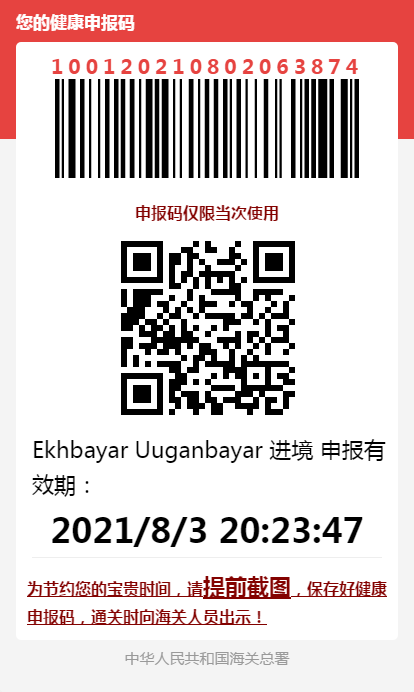 您的健康申报码
100120210802063874
申报码仅限当次使用
Ekhbayar Uuganbayar 进境 申报有
效期：
2021/8/3 20:23:47
为节约您的宝贵时间，请提前截图，保存好健康
申报码，通关时向海关人员出示！
中华人民共和国海关总署